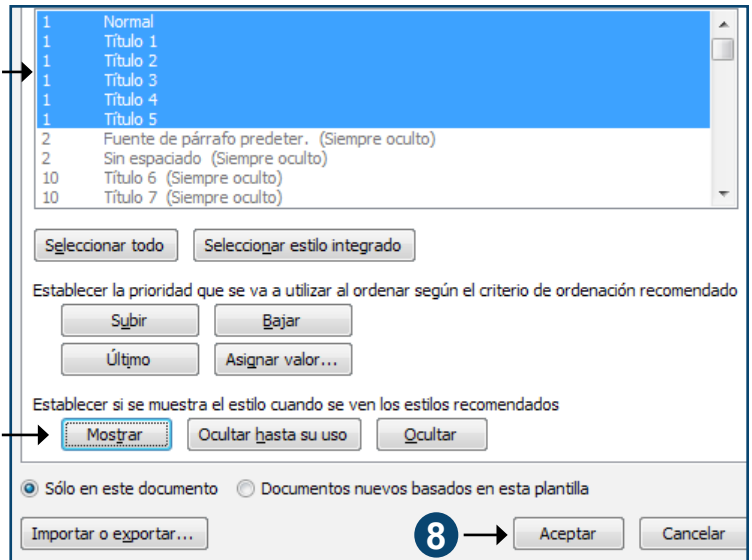 1 Normal
1 Título 1
1 Título 2
1 Título 3
1 Título 4
1 Título 5
2 Fuente de párrafo predeter. (Siempre oculto)
2 Sin espaciado (Siempre oculto)
10 Título 6 (Siempre oculto)
10 Título 7 (Siempre oculto)
Seleccionar todo Seleccionar estilo integrado
Establecer la prioridad que se va a utilizar al ordenar según el criterio de ordenación recomendado
Subir Bajar
Último Asignar valor...
Establecer si se muestra el estilo cuando se ven los estilos recomendados
Mostrar Ocultar hasta su uso Ocultar
Sólo en este documento Documentos nuevos basados en esta plantilla
Importar o exportar... 8 Aceptar Cancelar